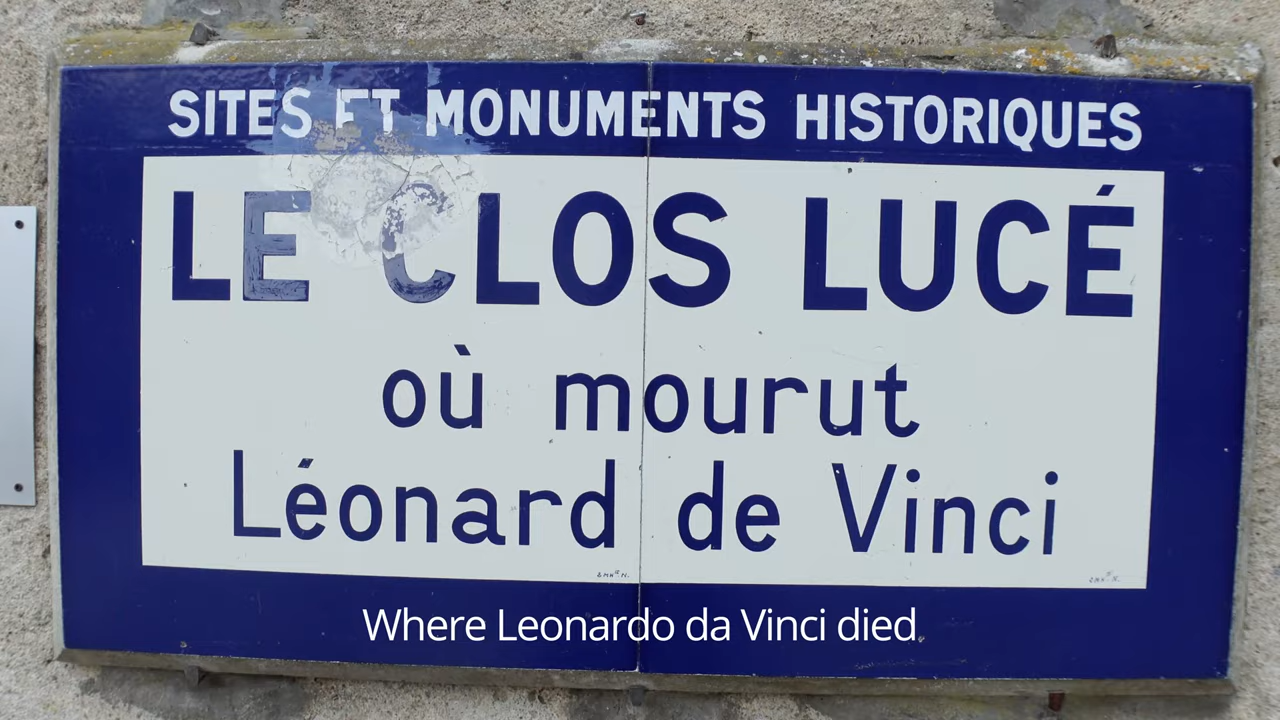 SITES ET MONUMENTS HISTORIQUES
LE CLOS LUCÉ
où mourut
Léonard de Vinci
Where Leonardo da Vinci died.